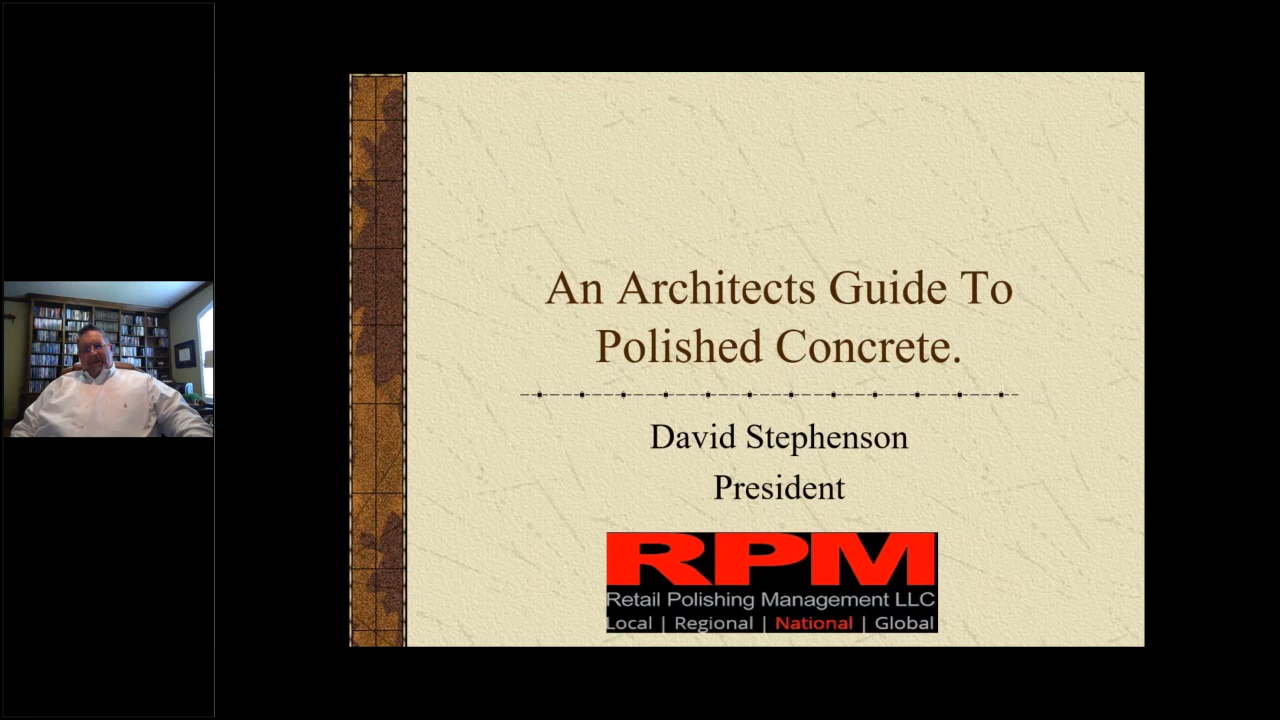 An Architects Guide To
Polished Concrete.
David Stephenson
President
RPM
Retail Polishing Management LLC
Local | Regional | National | Global